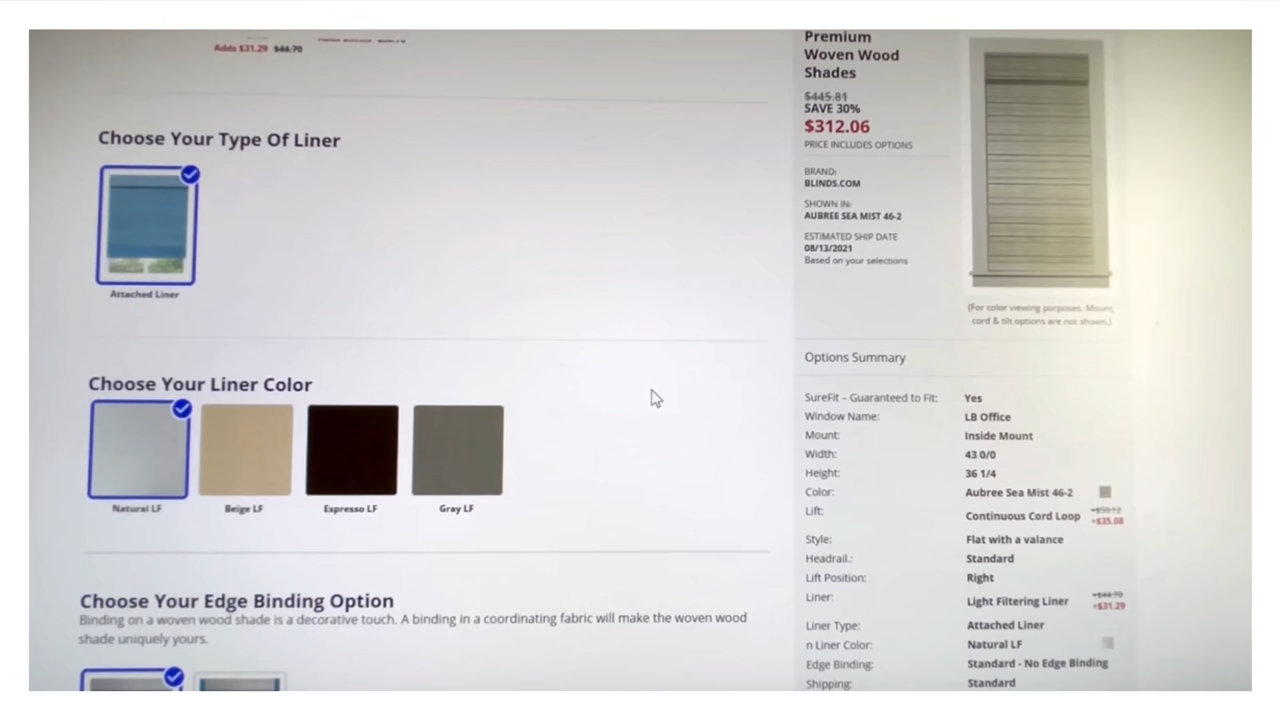 Adds $31.29 $44.70
Choose Your Type Of Liner
Attached Liner
Choose Your Liner Color
Natural LF
Beige LF
Espresso LF
Gray LF
Choose Your Edge Binding Option
Binding on a woven wood shade is a decorative touch. A binding in a coordinating fabric will make the woven wood
shade uniquely yours.
Premium
Woven Wood
Shades
$445.81
SAVE 30%
$312.06
PRICE INCLUDES OPTIONS
BRAND:
BLINDS.COM
SHOWN IN:
AUBREE SEA MIST 46-2
ESTIMATED SHIP DATE
08/13/2021
Based on your selections
(For color viewing purposes. Mount,
cord & tilt options are not shown.)
Options Summary
SureFit – Guaranteed to Fit: Yes
Window Name: LB Office
Mount: Inside Mount
Width: 43 0/0
Height: 36 1/4
Color: Aubree Sea Mist 46-2
Lift: Continuous Cord Loop +$35.08
Style: Flat with a valance
Headrail.: Standard
Lift Position: Right
Liner: Light Filtering Liner +$44.70
+$31.29
Liner Type: Attached Liner
n Liner Color: Natural LF
Edge Binding: Standard - No Edge Binding
Shipping: Standard